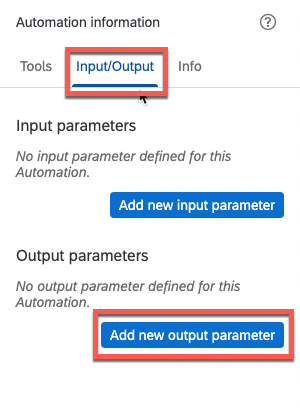 Automation information
Tools Input/Output Info
Input parameters
No input parameter defined for this
Automation.
Add new input parameter
Output parameters
No output parameter defined for this
Automation.
Add new output parameter